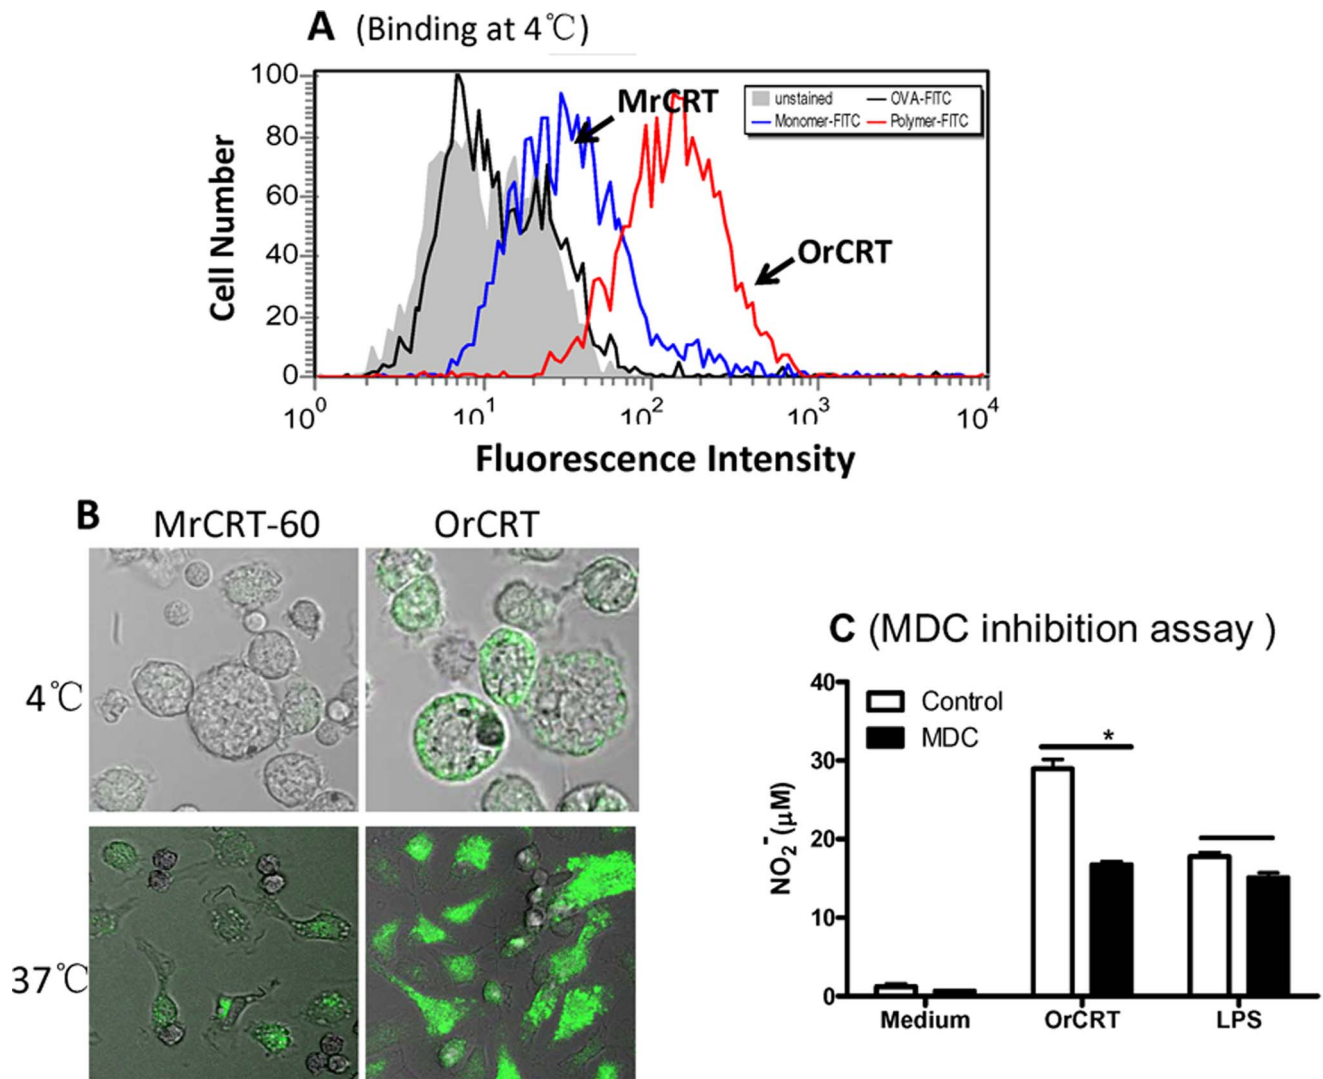 A (Binding at 4℃)
100
80
60
40
20
0
Cell Number
MrCRT
OrCRT
unstained OVA-FITC
Monomer-FITC Polymer-FITC
10⁰ 10¹ 10² 10³ 10⁴
Fluorescence Intensity
B
MrCRT-60 OrCRT
4℃
37℃
C (MDC inhibition assay )
40
30
20
10
0
NO₂⁻ (μM)
Control
MDC
*
Medium OrCRT LPS